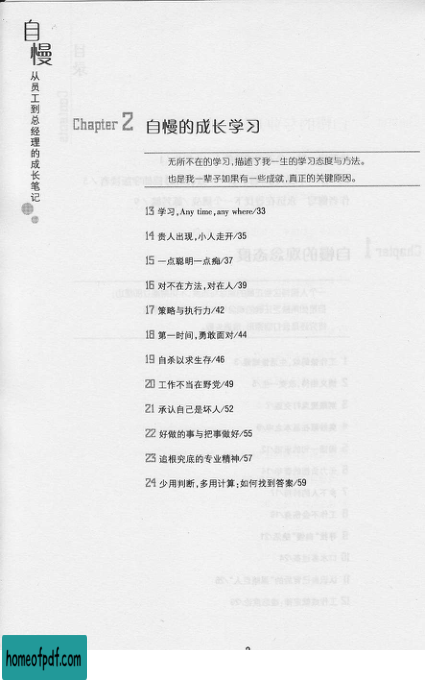 自慢
从员工到总经理的成长笔记
Chapter 2 自慢的成长学习
无所不在的学习，描述了我一生的学习态度与方法。
也是我一辈子如果有一些成就，真正的关键原因。
13 学习，Any time，any where/33
14 贵人出现，小人走开/35
15 一点聪明一点痴/37
16 对不在方法，对在人/39
17 策略与执行力/42
18 第一时间，勇敢面对/44
19 自杀以求生存/46
20 工作不当在野党/49
21 承认自己是坏人/52
22 好做的事与把事做好/55
23 追根究底的专业精神/57
24 少用判断，多用计算：如何找到答案/59
homeofpdf.com